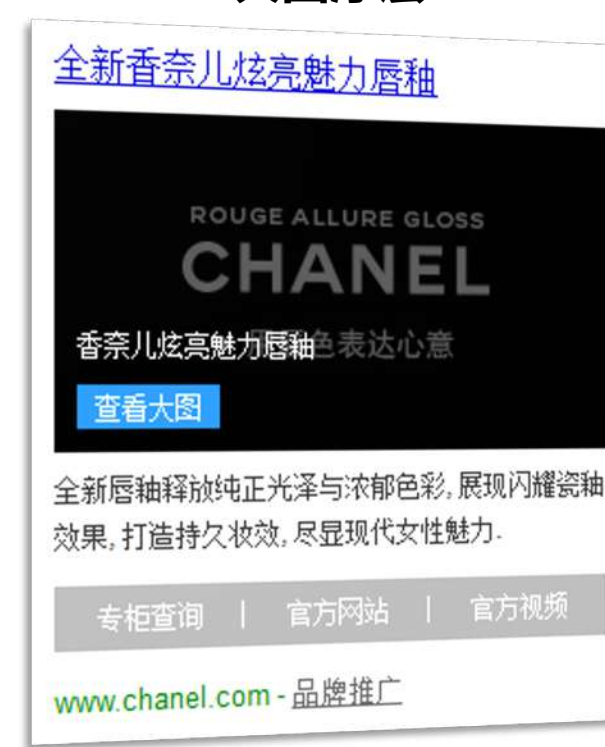 全新香奈儿炫亮魅力唇釉
ROUGE ALLURE GLOSS
CHANEL
色表达心意
香奈儿炫亮魅力唇釉
查看大图
全新唇釉释放纯正光泽与浓郁色彩, 展现闪耀瓷釉
效果, 打造持久妆效, 尽显现代女性魅力.
专柜查询 | 官方网站 | 官方视频
www.chanel.com - 品牌推广